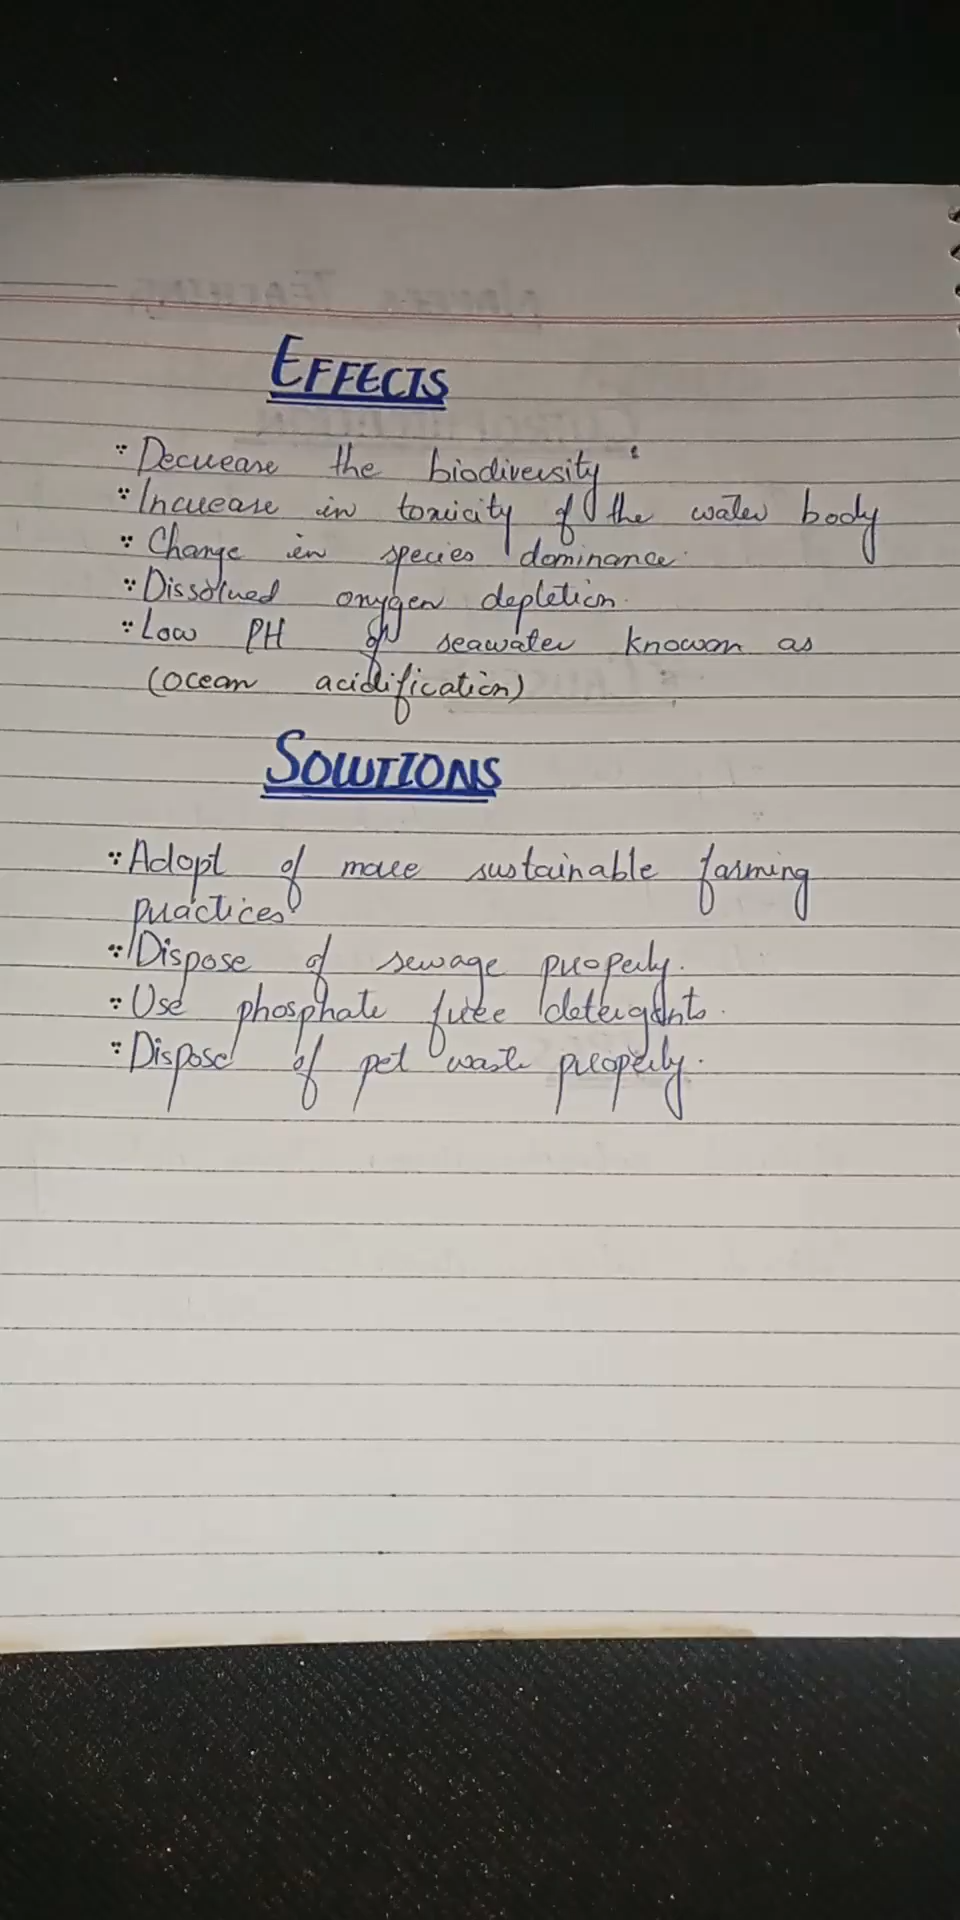 EFFECTS
Decrease the biodiversity
Increase in toxicity of the water body
Change in species dominance.
Dissolved oxygen depletion.
Low PH of seawater knowon as
(ocean acidification)
SOLUTIONS
Adopt of more sustainable farming
practices
Dispose of sewage properly.
Use phosphate free detergents.
Dispose of pet waste properly.